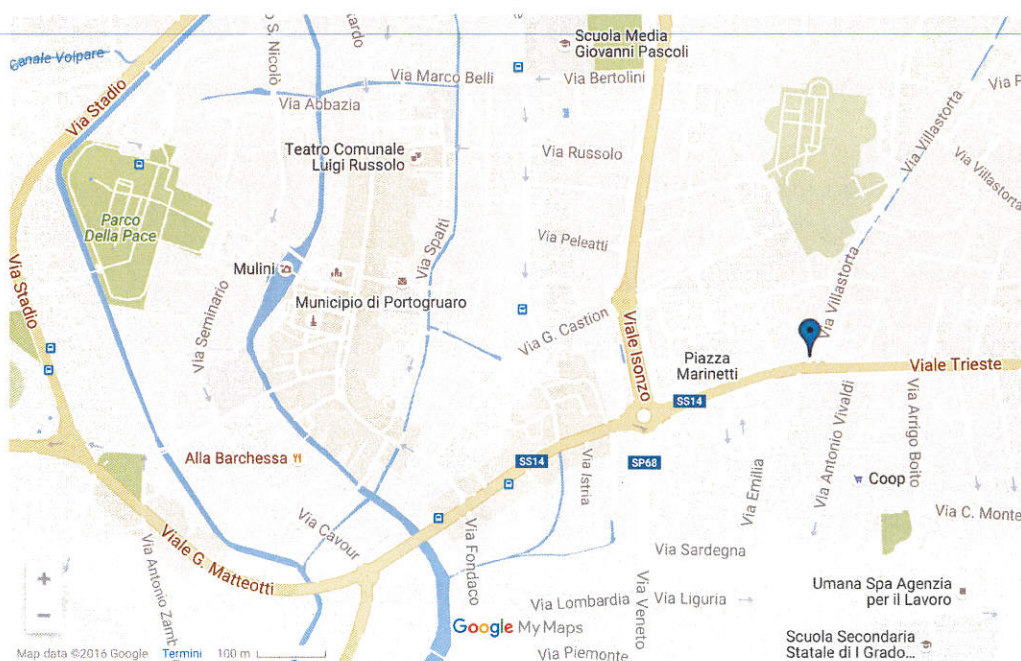 Canale Volpare
Via Stadio
O S. Nicolò
ardo
Via Marco Belli
Via Abbazia
Teatro Comunale
Luigi Russolo
Scuola Media
Giovanni Pascoli
Via Bertolini
Via Russolo
Via Villastorta
Via Villastorta
Via P
Parco
Della Pace
Via Spalti
Via Peleatti
Via Stadio
Mulini
Municipio di Portogruaro
Via Seminario
Via G. Castion
Viale Isonzo
Piazza
Marinetti
Via Villastorta
Viale Trieste
SS14
Alla Barchessa
SS14
SP68
Via Istria
Via Emilia
Via Antonio Vivaldi
Via Arrigo Boito
Coop
Via C. Monte
Via Cavour
Viale G. Matteotti
Via Antonio Zamb
Via Fondaco
Via Sardegna
Via Lombardia
Via Veneto
Via Liguria
Umana Spa Agenzia
per il Lavoro
+
−
Google My Maps
Via Piemonte
Scuola Secondaria
Statale di I Grado...
Map data ©2016 Google
Termini
100 m